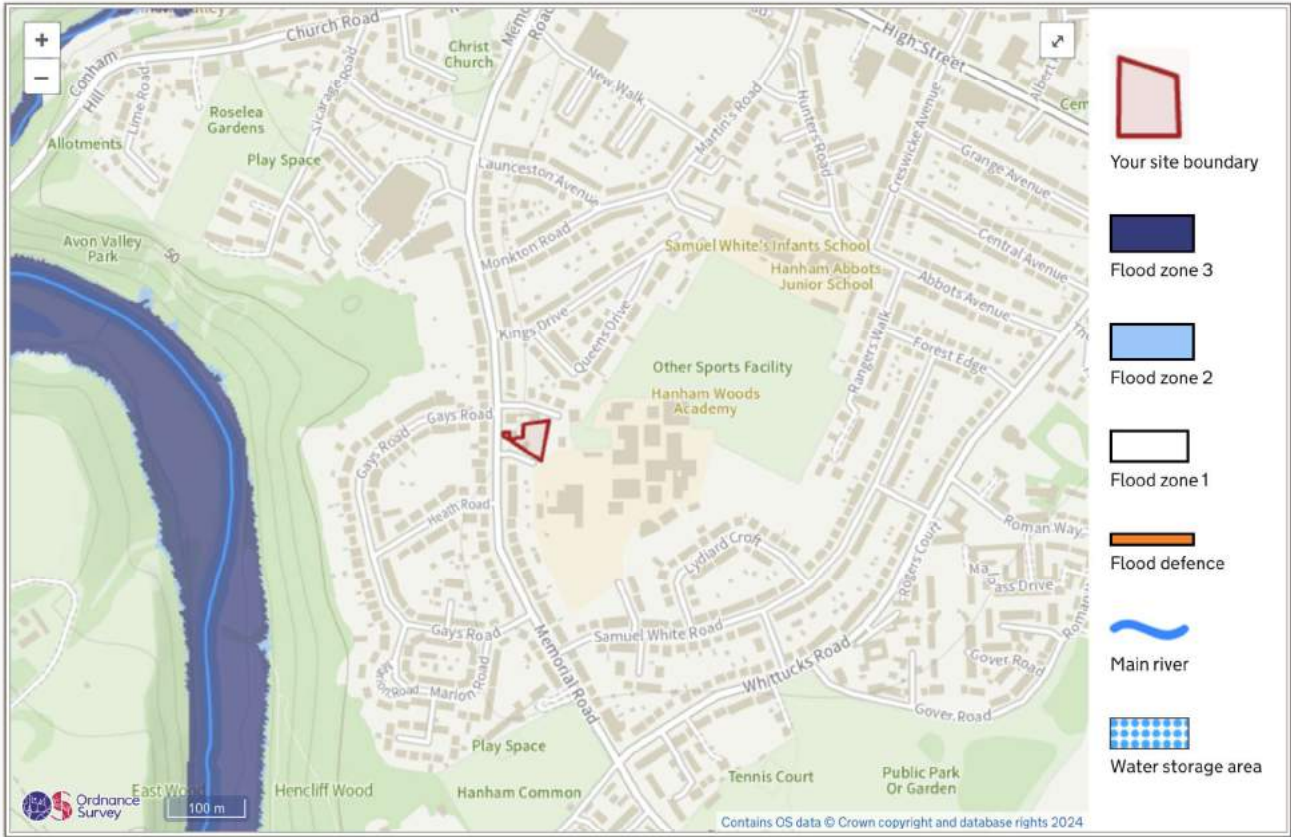 +
−
Conham
Hill
Church Road
Christ
Church
Road
High Street
Lime Road
Roselea
Gardens
New Walk
Martin's Road
Hunters Road
Creswicke Avenue
Allotments
Play Space
Launceston Avenue
Grange Avenue
Avon Valley
Park
50
Monkton Road
Samuel White's Infants School
Hanham Abbots
Junior School
Central Avenue
Abbots Avenue
Kings Drive
Queens Drive
Rangers Walk
Forest Edge
Other Sports Facility
Hanham Woods
Academy
Gays Road
Gays Road
Heath Road
Roman Way
Lydiard Croft
Rogers Court
Gays Road
Samuel White Road
Memorial Road
Whittucks Road
Marion Road
Gover Road
Gover Road
Play Space
Tennis Court
Public Park
Or Garden
Hencliff Wood
Hanham Common
Ordnance
Survey
100 m
Contains OS data © Crown copyright and database rights 2024
Your site boundary
Flood zone 3
Flood zone 2
Flood zone 1
Flood defence
Main river
Water storage area